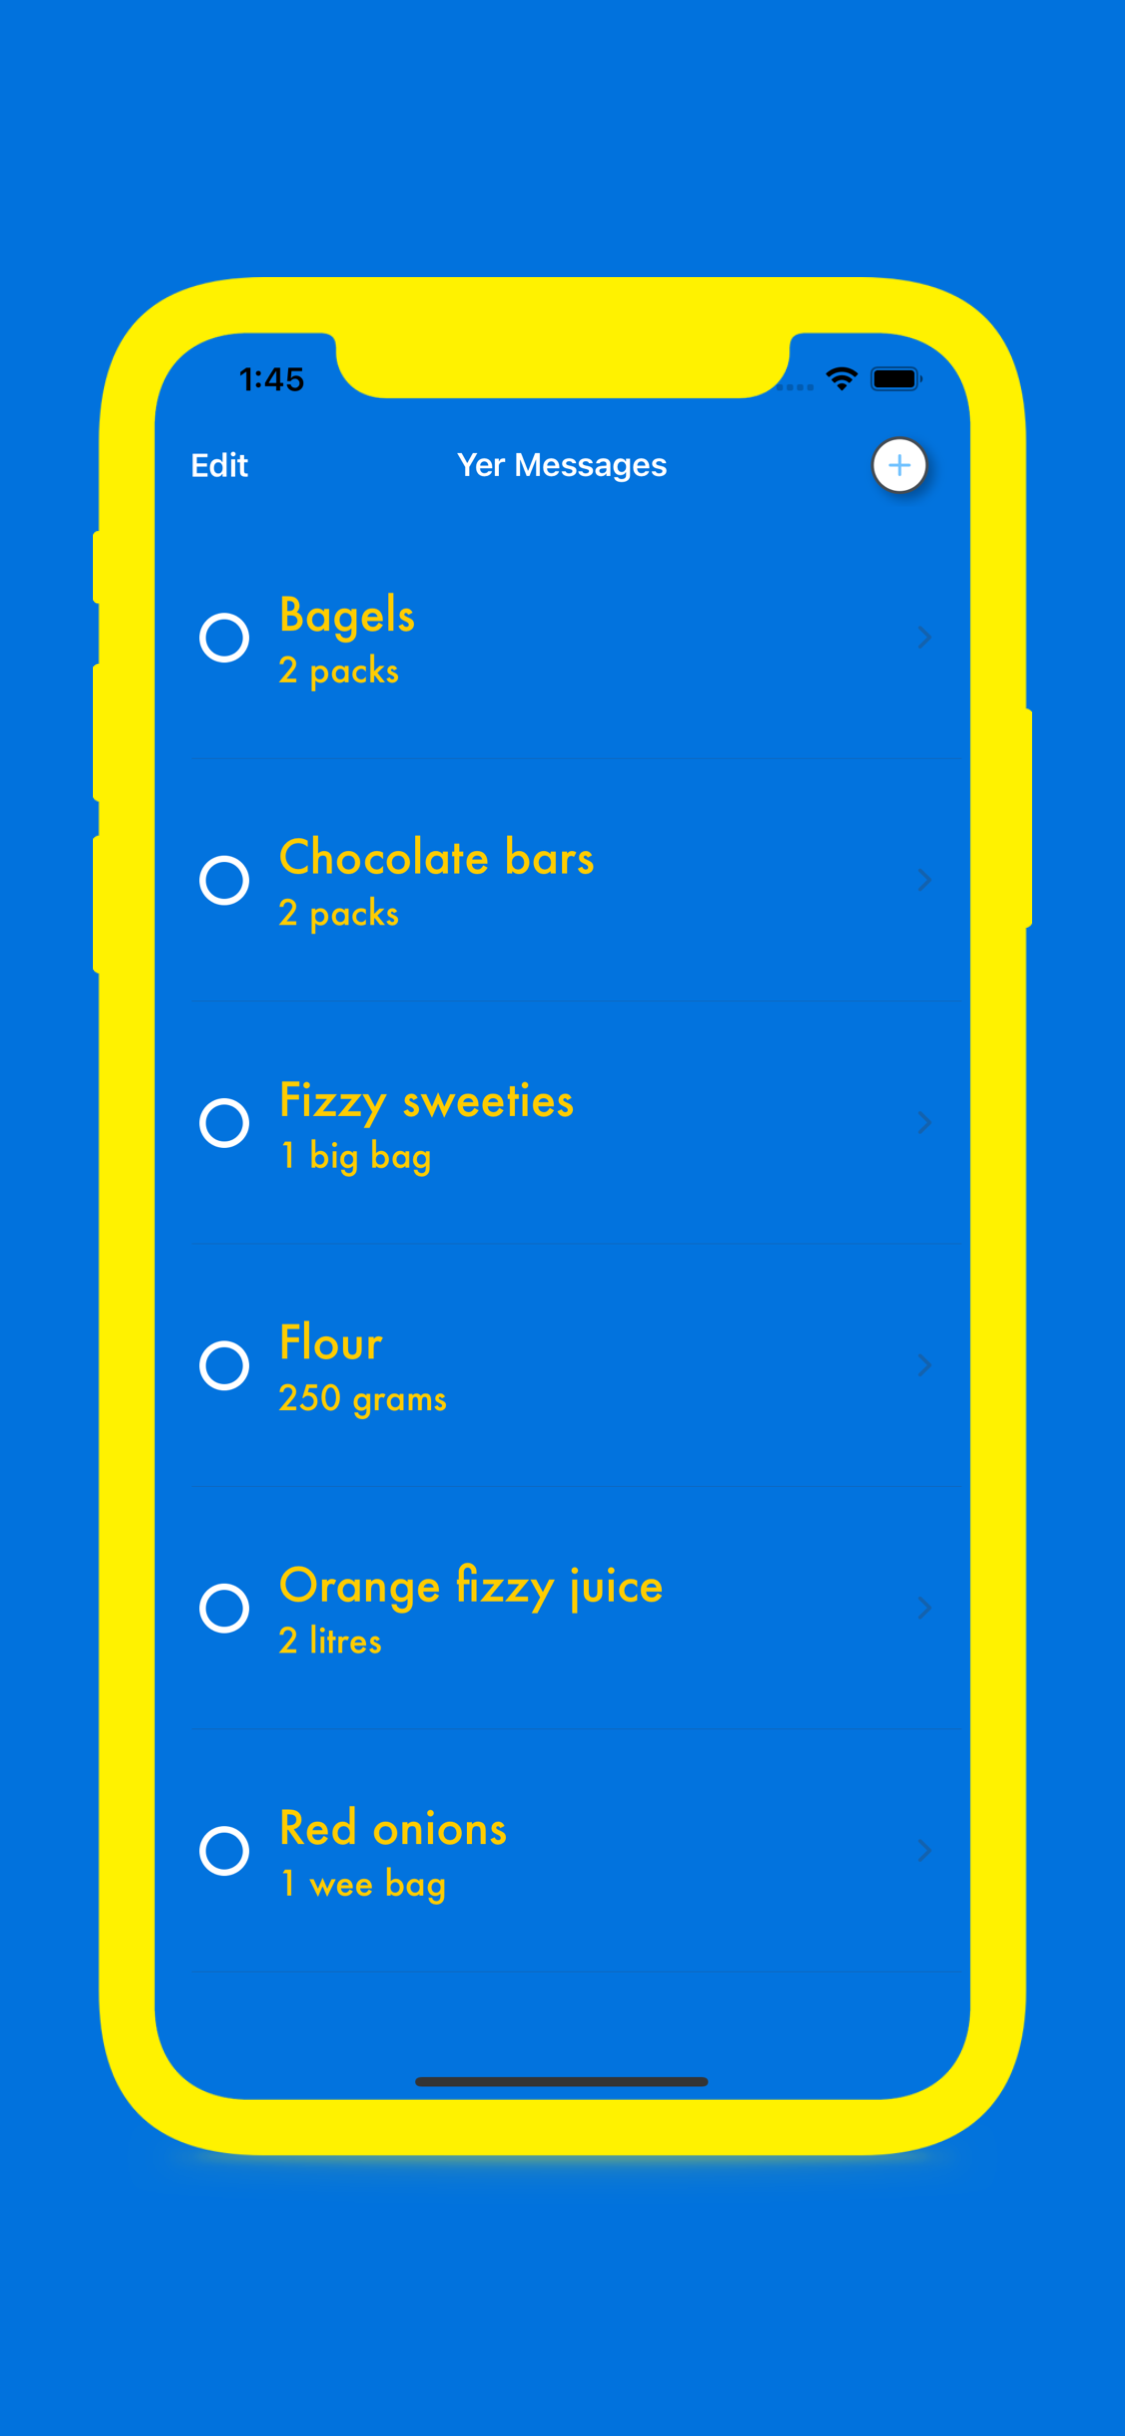 1:45
Edit
Yer Messages
Bagels
2 packs
Chocolate bars
2 packs
Fizzy sweeties
1 big bag
Flour
250 grams
Orange fizzy juice
2 litres
Red onions
1 wee bag